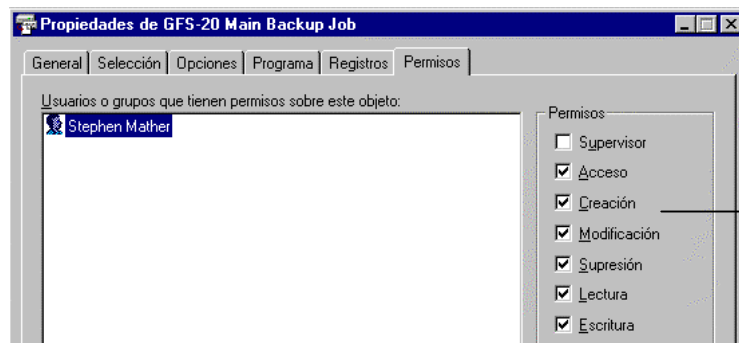 Propiedades de GFS-20 Main Backup Job
General Selección Opciones Programa Registros Permisos
Usuarios o grupos que tienen permisos sobre este objeto:
Stephen Mather
Permisos
Supervisor
Acceso
Creación
Modificación
Supresión
Lectura
Escritura